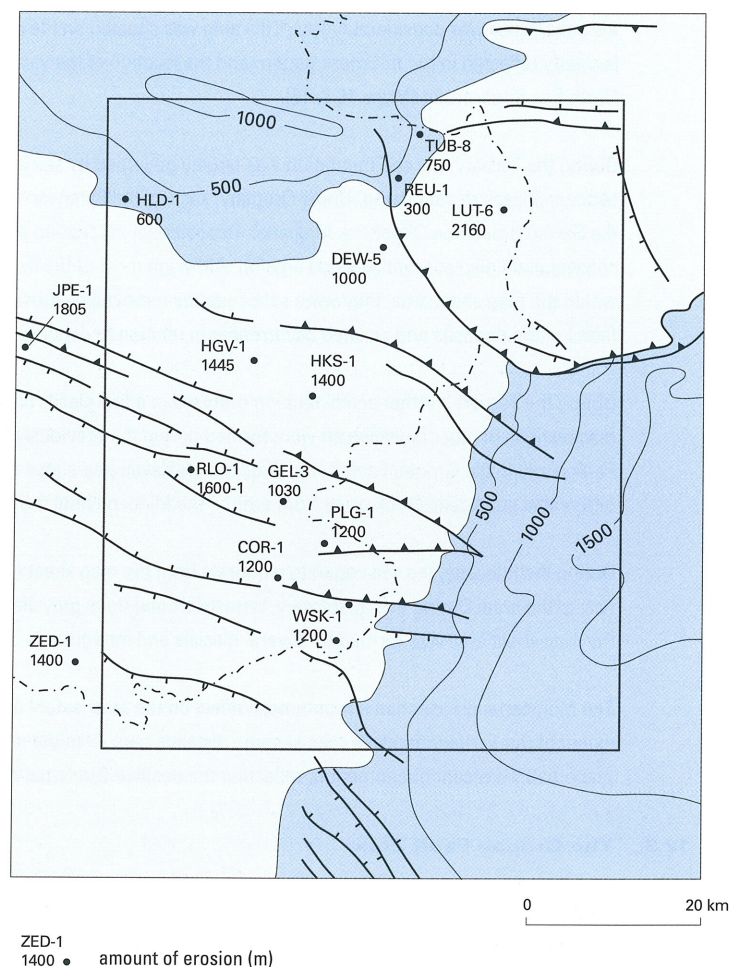 1000
TUB-8
750
500
REU-1
300
HLD-1
600
LUT-6
2160
DEW-5
1000
JPE-1
1805
HGV-1
1445
HKS-1
1400
RLO-1
1600-1
GEL-3
1030
500
1000
1500
PLG-1
1200
COR-1
1200
WSK-1
1200
ZED-1
1400
0 20 km
ZED-1
1400 amount of erosion (m)